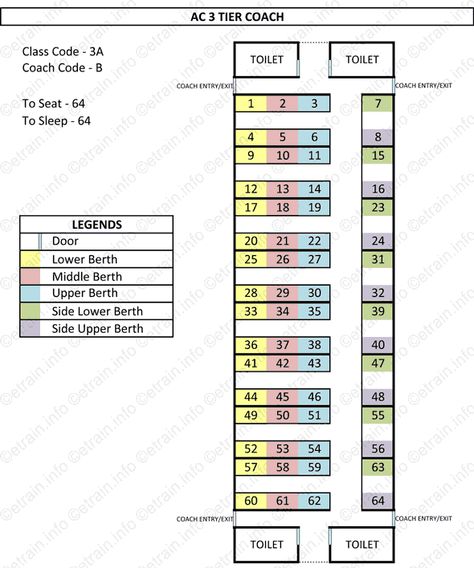 AC 3 TIER COACH
Class Code - 3A
Coach Code - B
To Seat - 64
To Sleep - 64
TOILET TOILET
COACH ENTRY/EXIT COACH ENTRY/EXIT
1 2 3 7
4 5 6 8
9 10 11 15
12 13 14 16
17 18 19 23
20 21 22 24
25 26 27 31
28 29 30 32
33 34 35 39
36 37 38 40
41 42 43 47
44 45 46 48
49 50 51 55
52 53 54 56
57 58 59 63
60 61 62 64
COACH ENTRY/EXIT COACH ENTRY/EXIT
TOILET TOILET
LEGENDS
Door
Lower Berth
Middle Berth
Upper Berth
Side Lower Berth
Side Upper Berth
©etrain.info